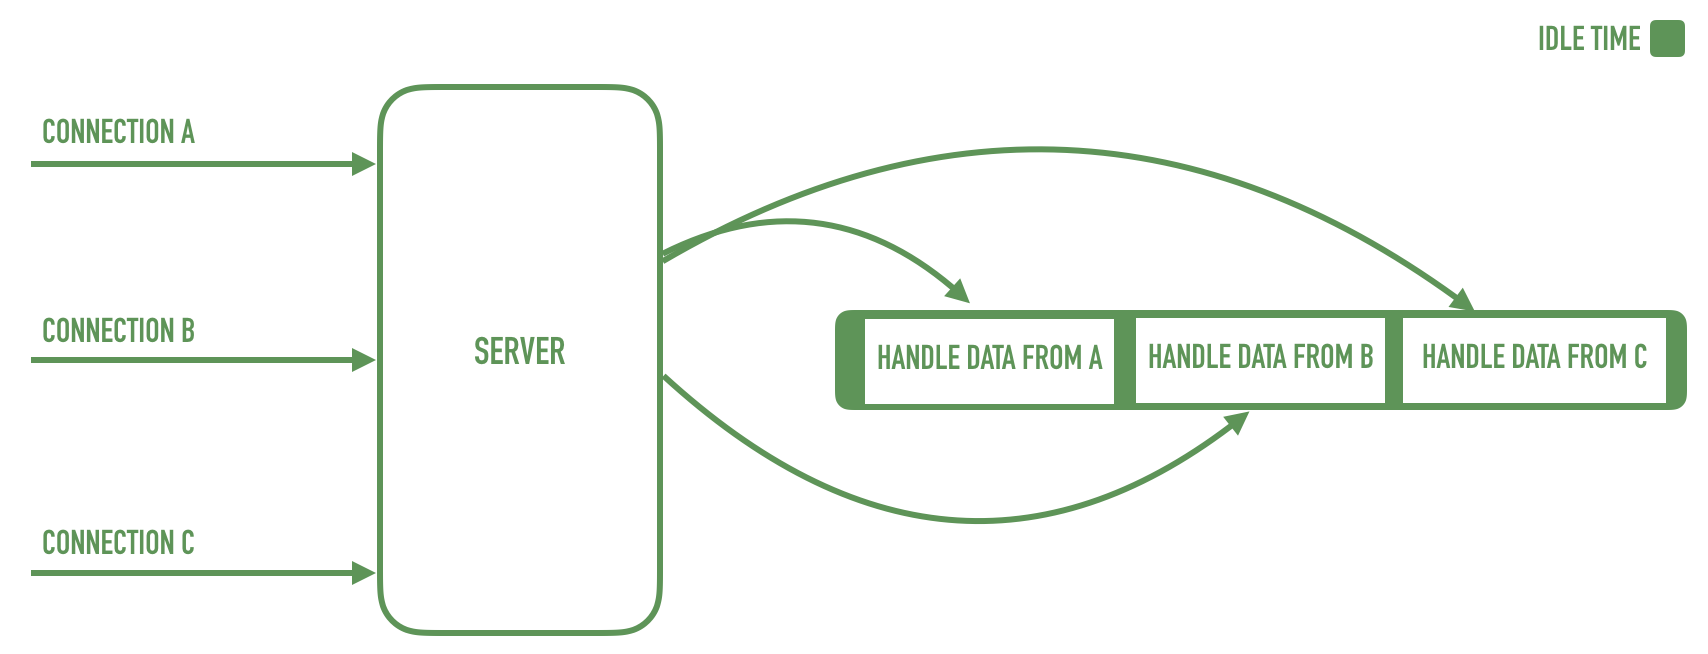 IDLE TIME
CONNECTION A
CONNECTION B
CONNECTION C
SERVER
HANDLE DATA FROM A
HANDLE DATA FROM B
HANDLE DATA FROM C